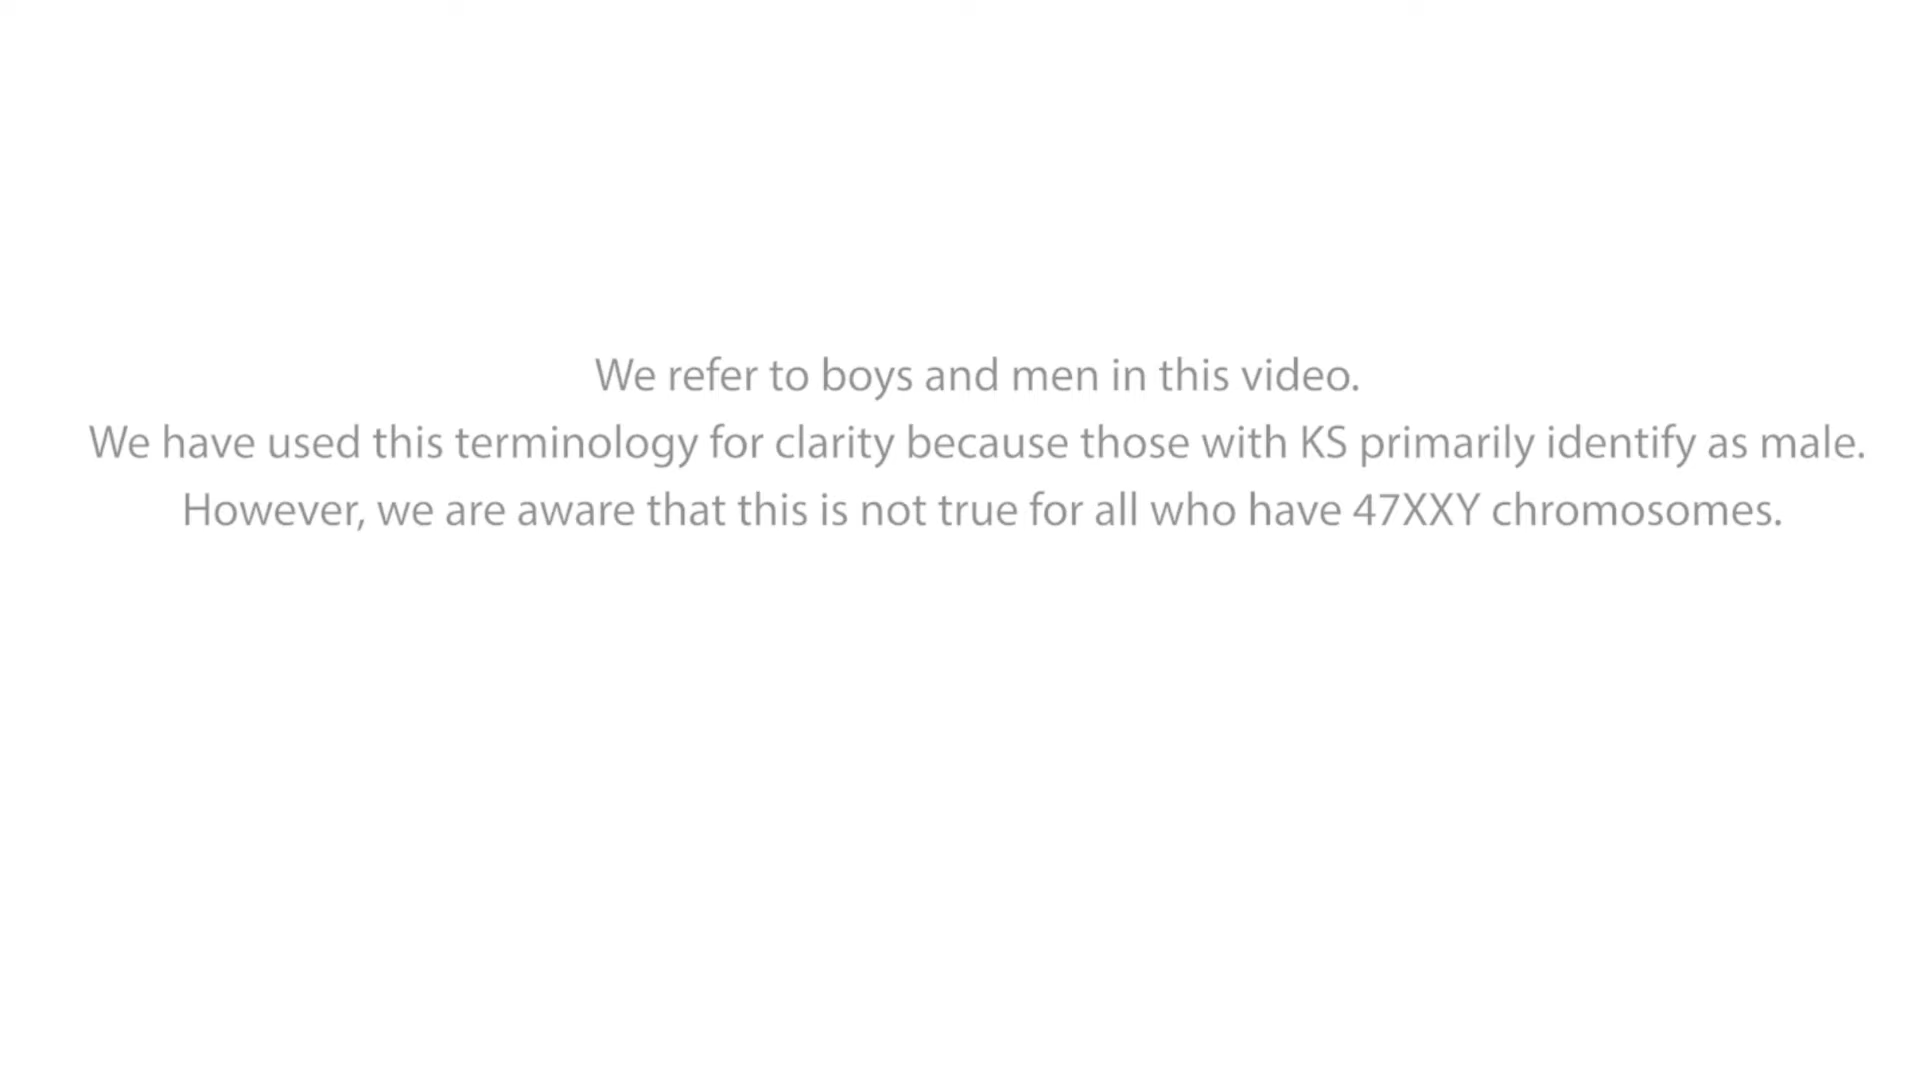 We refer to boys and men in this video.
We have used this terminology for clarity because those with KS primarily identify as male.
However, we are aware that this is not true for all who have 47XXY chromosomes.